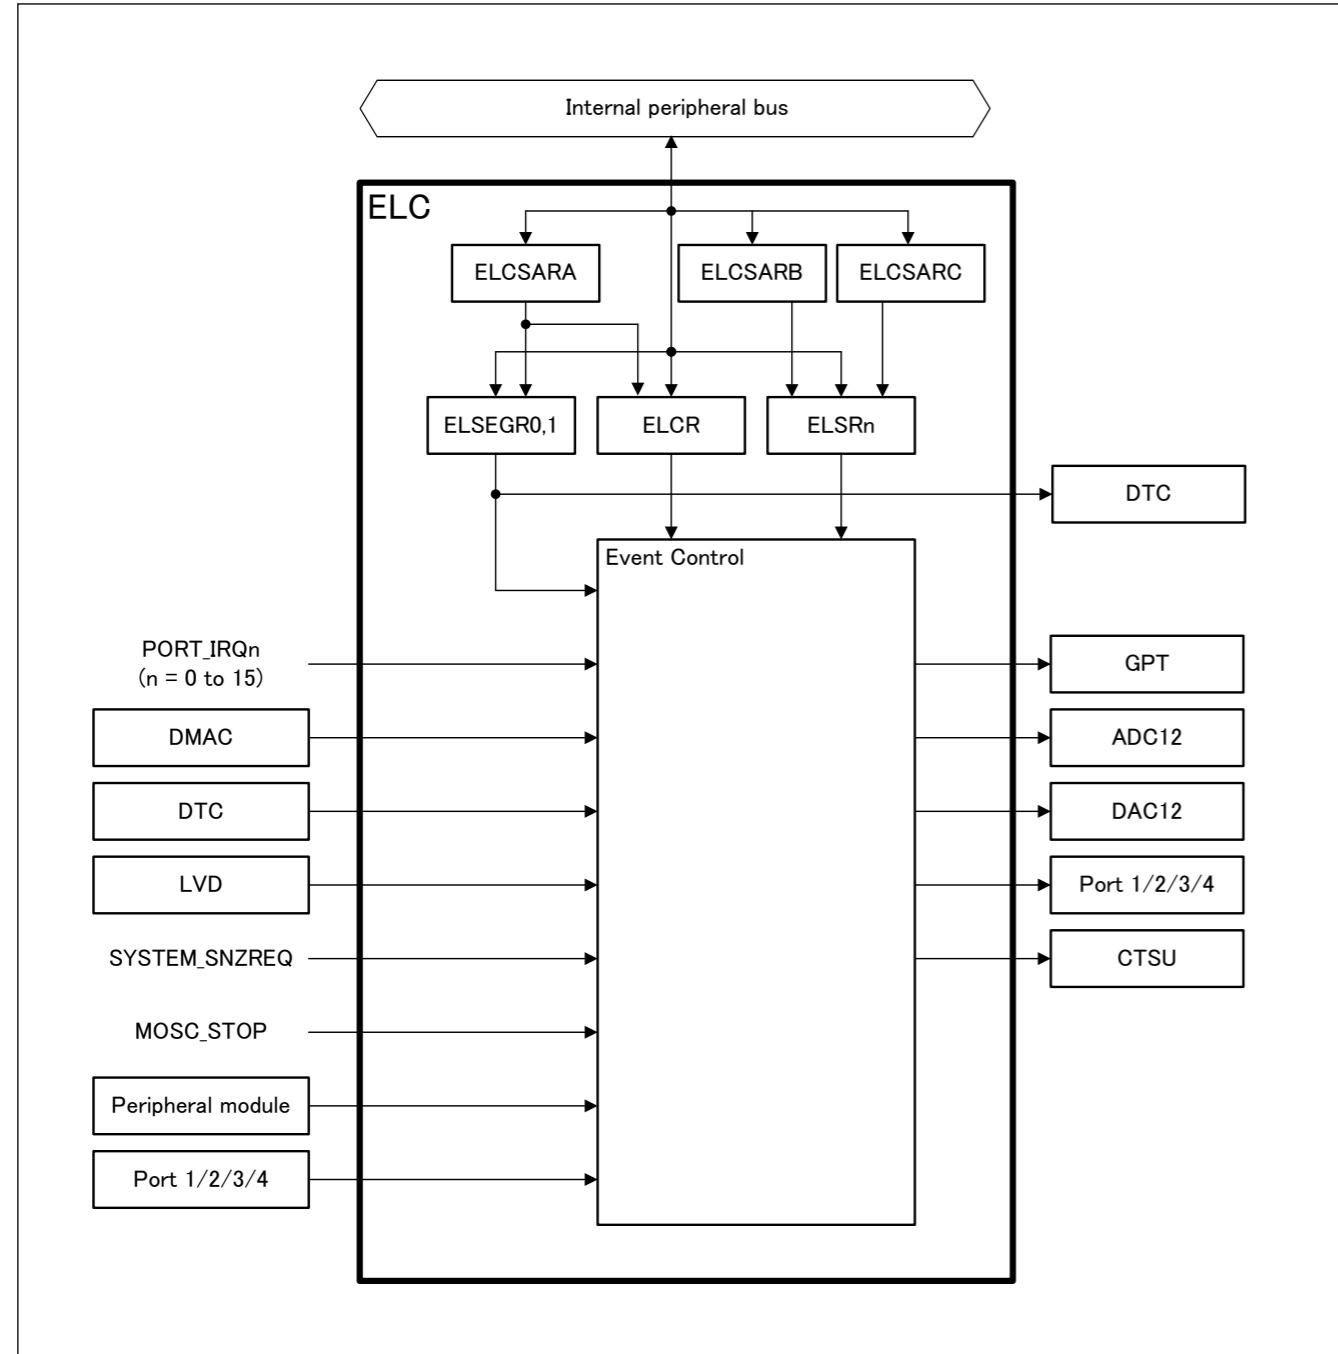 Internal peripheral bus
ELC
ELCSARA
ELCSARB
ELCSARC
ELSEGR0,1
ELCR
ELSRn
DTC
Event Control
PORT_IRQn
(n = 0 to 15)
GPT
DMAC
ADC12
DTC
DAC12
LVD
Port 1/2/3/4
SYSTEM_SNZREQ
CTSU
MOSC_STOP
Peripheral module
Port 1/2/3/4